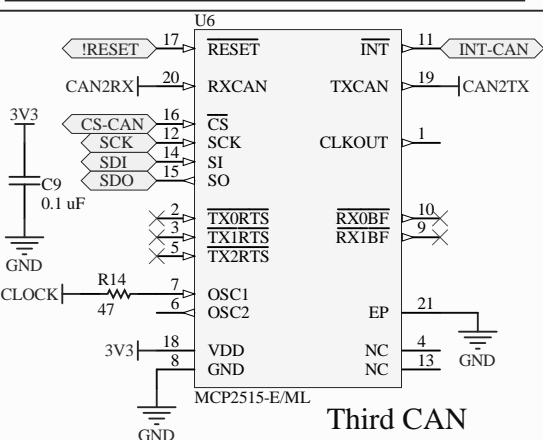 U6
!RESET 17 RESET INT 11 INT-CAN
CAN2RX 20 RXCAN TXCAN 19 CAN2TX
3V3 CS-CAN 16 CS
SCK 12 SCK CLKOUT 1
SDI 14 SI
SDO 15 SO
C9
0.1 uF
2 TX0RTS RX0BF 10
3 TX1RTS RX1BF 9
5 TX2RTS
GND
CLOCK R14 7 OSC1
47 6 OSC2 EP 21
3V3 18 VDD NC 4
8 GND NC 13
GND
MCP2515-E/ML
Third CAN
GND